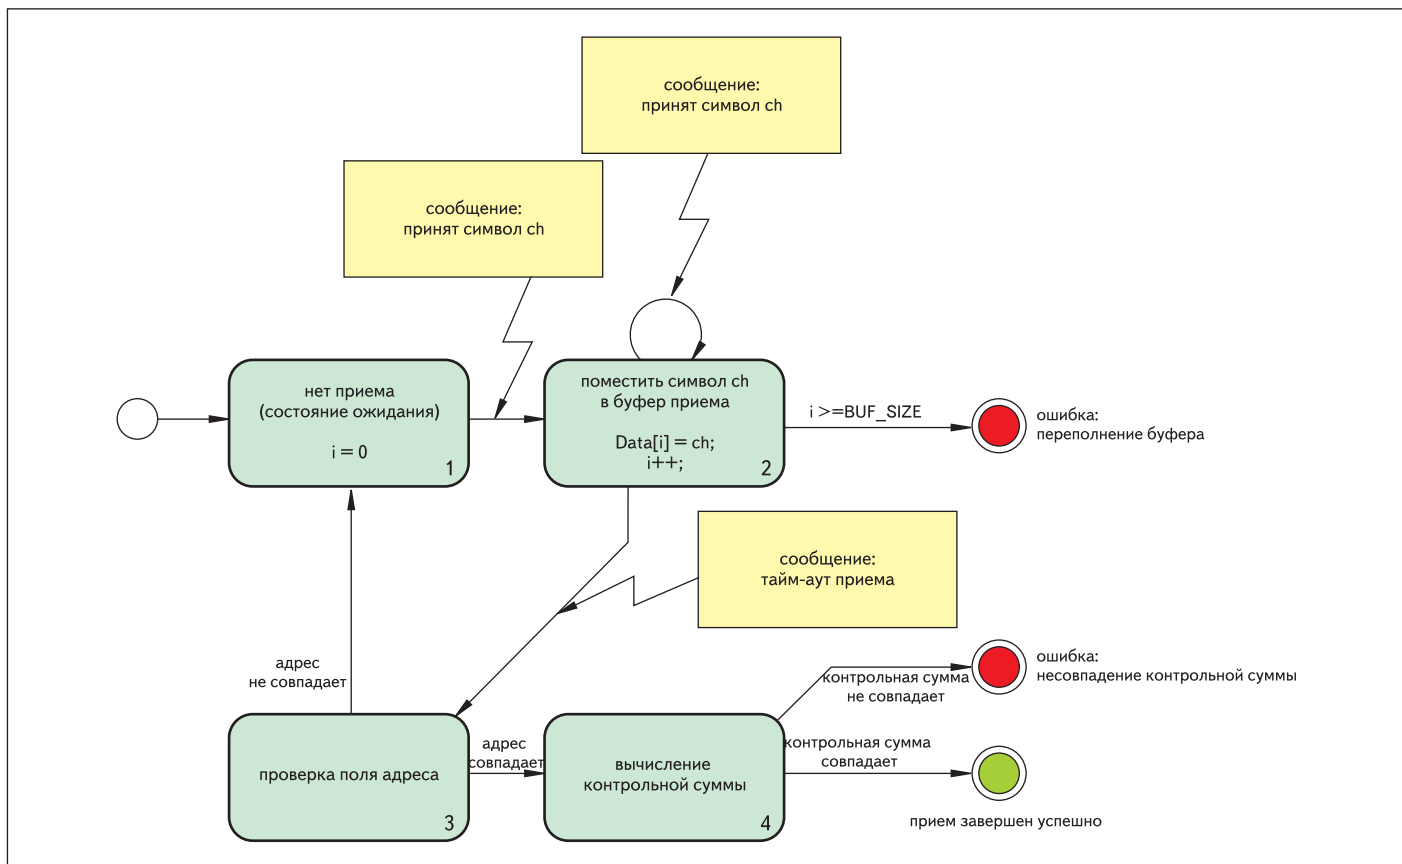 сообщение:
принят символ ch
сообщение:
принят символ ch
нет приема
(состояние ожидания)
i = 0
1
поместить символ ch
в буфер приема
Data[i] = ch;
i++;
2
i >=BUF_SIZE
ошибка:
переполнение буфера
сообщение:
тайм-аут приема
адрес
не совпадает
проверка поля адреса
3
адрес
совпадает
вычисление
контрольной суммы
4
контрольная сумма
не совпадает
ошибка:
несовпадение контрольной суммы
контрольная сумма
совпадает
прием завершен успешно